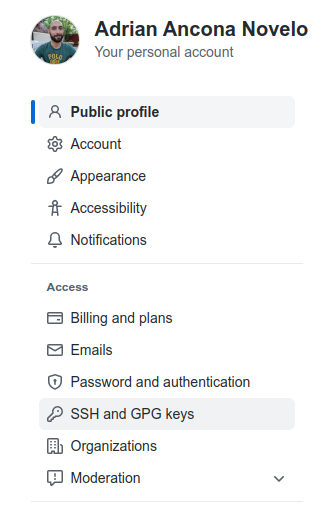 Adrian Ancona Novelo
Your personal account
Public profile
Account
Appearance
Accessibility
Notifications
Access
Billing and plans
Emails
Password and authentication
SSH and GPG keys
Organizations
Moderation